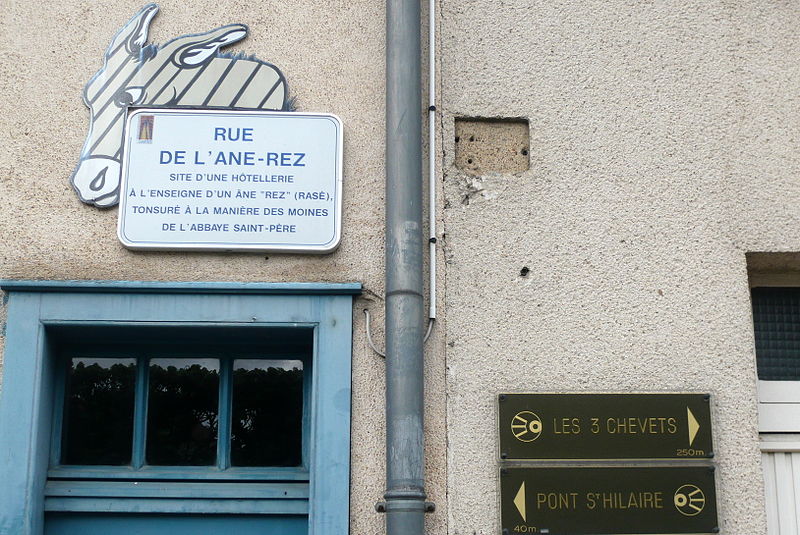 RUE
DE L'ANE-REZ
SITE D'UNE HÔTELLERIE
À L'ENSEIGNE D'UN ÂNE "REZ" (RASÉ),
TONSURÉ À LA MANIÈRE DES MOINES
DE L'ABBAYE SAINT-PÈRE
LES 3 CHEVETS
250m.
PONT ST HILAIRE
40m.